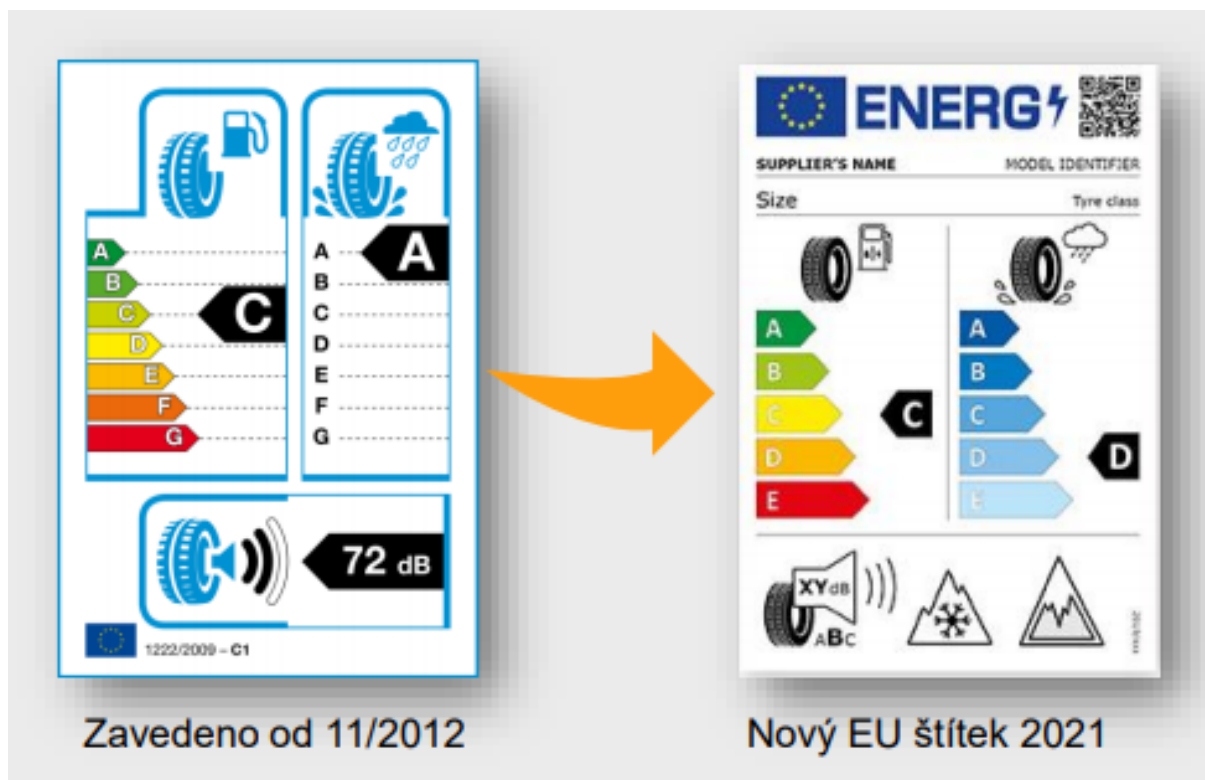 A
B
C
D
E
F
G
C
A
B
C
D
E
F
G
A
72 dB
1222/2009 – C1
Zavedeno od 11/2012
ENERG
SUPPLIER'S NAME MODEL IDENTIFIER
Size Tyre class
A
B
C
D
E
C
A
B
C
D
E
D
XY dB
ABC
Nový EU štítek 2021